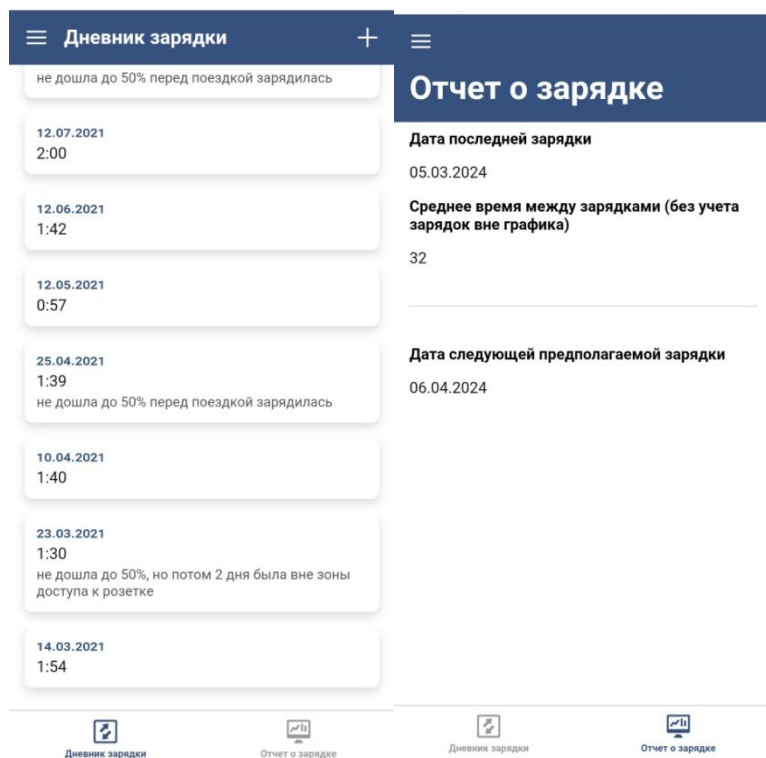 Дневник зарядки
не дошла до 50% перед поездкой зарядилась
12.07.2021
2:00
12.06.2021
1:42
12.05.2021
0:57
25.04.2021
1:39
не дошла до 50% перед поездкой зарядилась
10.04.2021
1:40
23.03.2021
1:30
не дошла до 50%, но потом 2 дня была вне зоны
доступа к розетке
14.03.2021
1:54
Дневник зарядки
Отчет о зарядке
Отчет о зарядке
Дата последней зарядки
05.03.2024
Среднее время между зарядками (без учета
зарядок вне графика)
32
Дата следующей предполагаемой зарядки
06.04.2024
Дневник зарядки
Отчет о зарядке